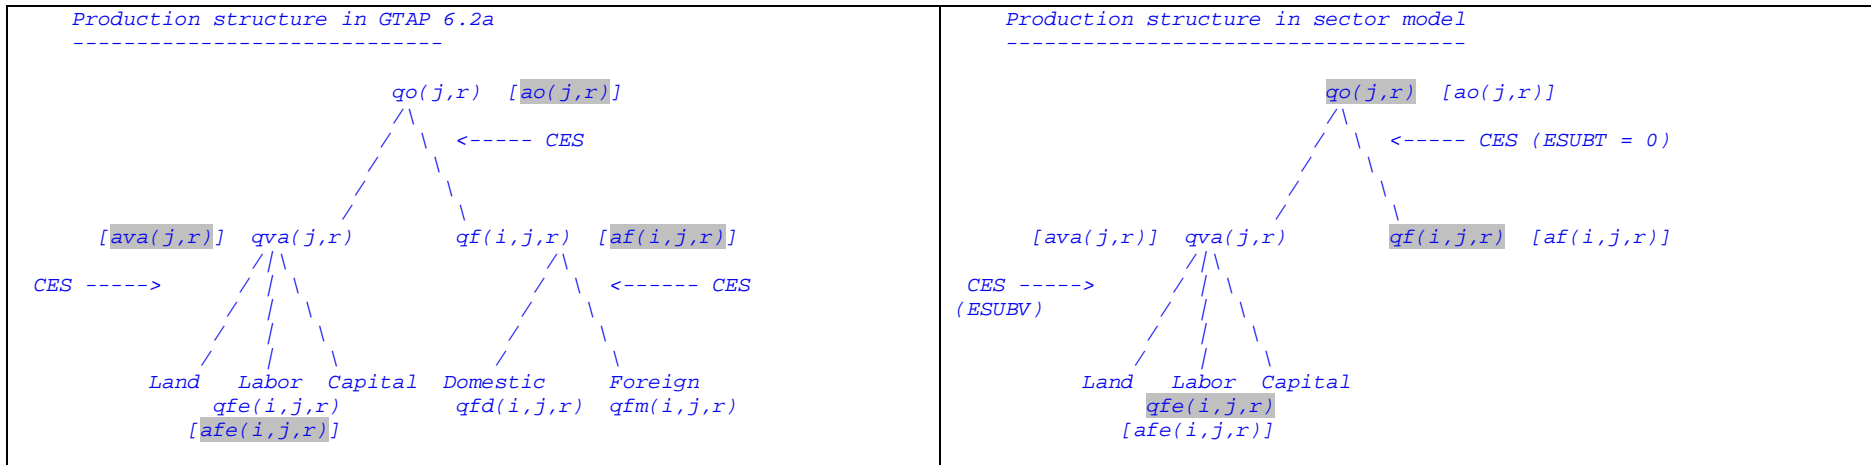 Production structure in GTAP 6.2a
-----------------------------
qo(j,r) [ao(j,r)]
<----- CES
[ava(j,r)] qva(j,r) qf(i,j,r) [af(i,j,r)]
CES -----> <------ CES
Land Labor Capital Domestic Foreign
qfe(i,j,r) qfd(i,j,r) qfm(i,j,r)
[afe(i,j,r)]
Production structure in sector model
------------------------------------
qo(j,r) [ao(j,r)]
<----- CES (ESUBT = 0)
[ava(j,r)] qva(j,r) qf(i,j,r) [af(i,j,r)]
CES ----->
(ESUBV)
Land Labor Capital
qfe(i,j,r)
[afe(i,j,r)]